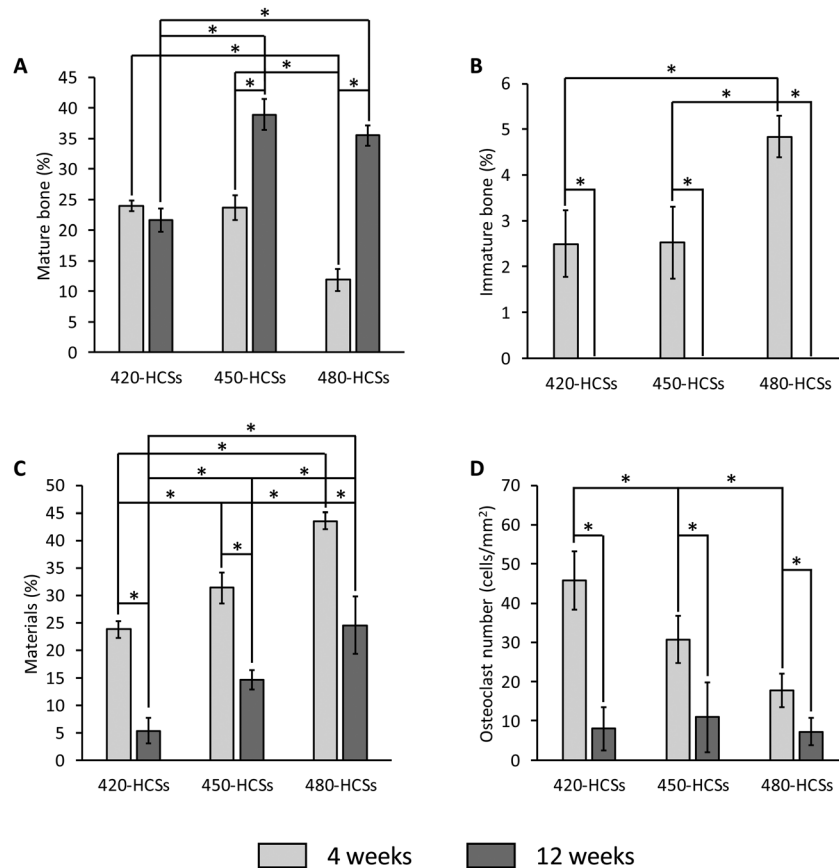 A
Mature bone (%)
45
40
35
30
25
20
15
10
5
0
* * * * * *
420-HCSs 450-HCSs 480-HCSs
B
Immature bone (%)
6
5
4
3
2
1
0
* * * * *
420-HCSs 450-HCSs 480-HCSs
C
Materials (%)
50
45
40
35
30
25
20
15
10
5
0
* * * * * * * * *
420-HCSs 450-HCSs 480-HCSs
D
Osteoclast number (cells/mm²)
70
60
50
40
30
20
10
0
* * * * *
420-HCSs 450-HCSs 480-HCSs
4 weeks 12 weeks